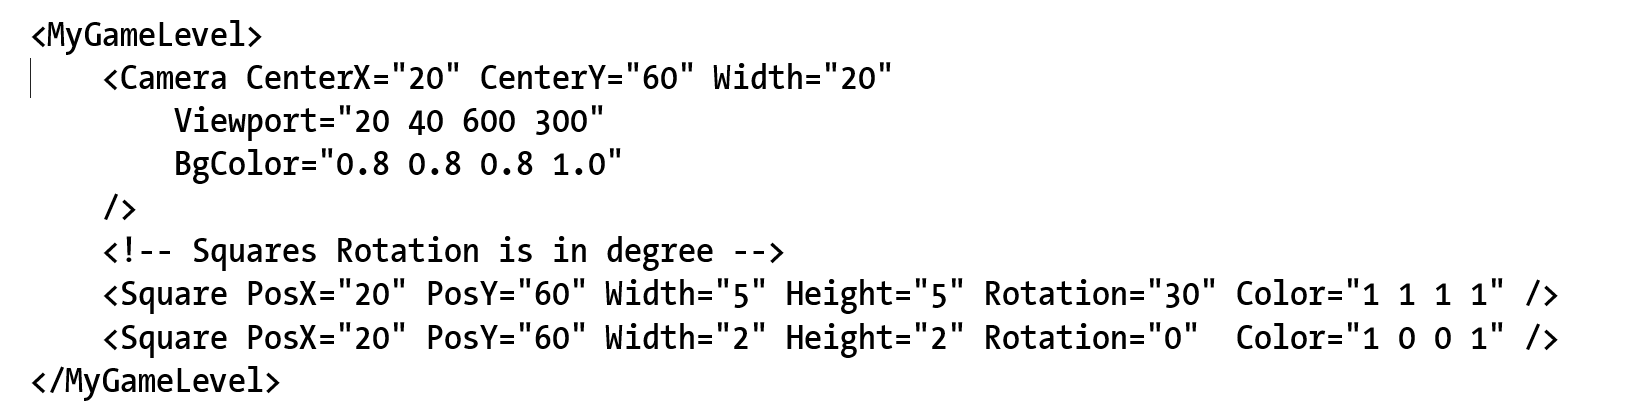 <MyGameLevel>
    <Camera CenterX="20" CenterY="60" Width="20"
        Viewport="20 40 600 300"
        BgColor="0.8 0.8 0.8 1.0"
    />
    <!-- Squares Rotation is in degree -->
    <Square PosX="20" PosY="60" Width="5" Height="5" Rotation="30" Color="1 1 1 1" />
    <Square PosX="20" PosY="60" Width="2" Height="2" Rotation="0"  Color="1 0 0 1" />
</MyGameLevel>